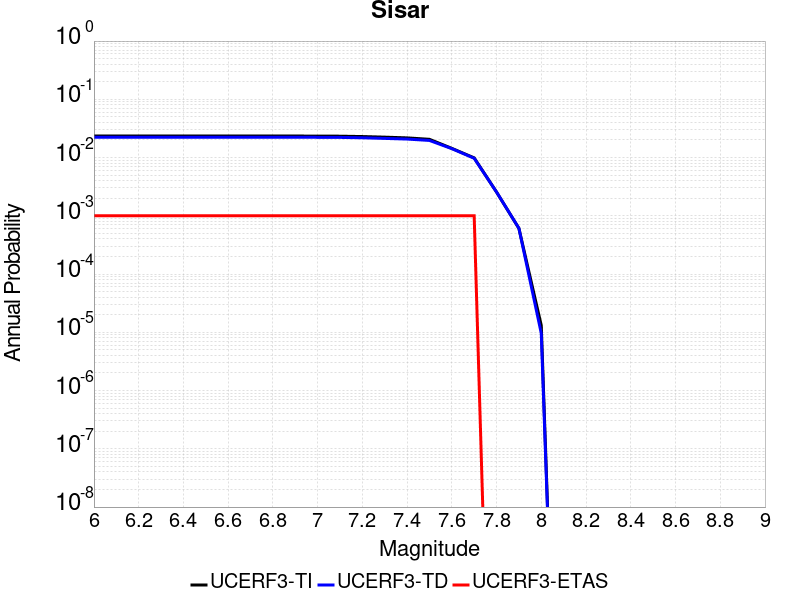 Sisar
10^0
10^-1
10^-2
10^-3
10^-4
10^-5
10^-6
10^-7
10^-8
Annual Probability
6 6.2 6.4 6.6 6.8 7 7.2 7.4 7.6 7.8 8 8.2 8.4 8.6 8.8 9
Magnitude
UCERF3-TI UCERF3-TD UCERF3-ETAS